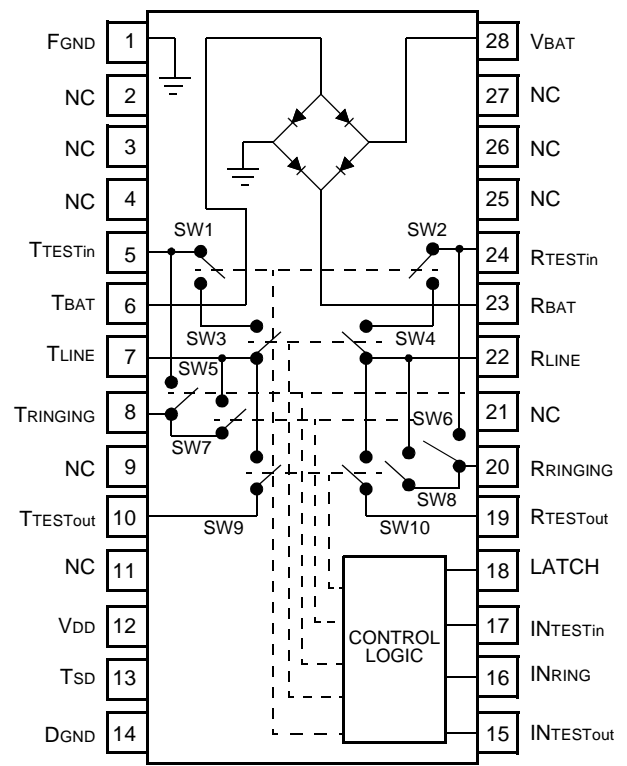 FGND 1
NC 2
NC 3
NC 4
TTESTin 5
TBAT 6
TLINE 7
TRINGING 8
NC 9
TTESTout 10
NC 11
VDD 12
TSD 13
DGND 14
28 VBAT
27 NC
26 NC
25 NC
24 RTESTin
23 RBAT
22 RLINE
21 NC
20 RRINGING
19 RTESTout
18 LATCH
17 INTESTin
16 INRING
15 INTESTout
SW1
SW2
SW3
SW4
SW5
SW6
SW7
SW8
SW9
SW10
CONTROL
LOGIC